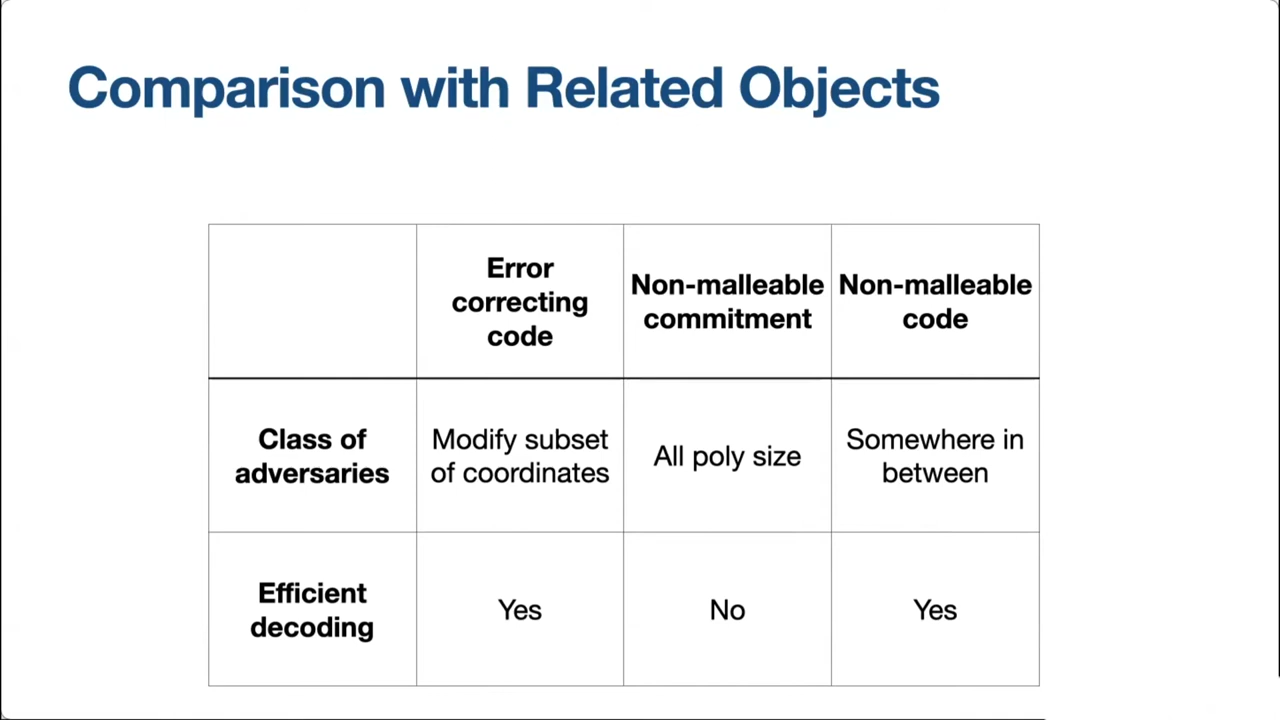 Comparison with Related Objects
Error
correcting
code
Non-malleable
commitment
Non-malleable
code
Class of
adversaries
Modify subset
of coordinates
All poly size
Somewhere in
between
Efficient
decoding
Yes
No
Yes